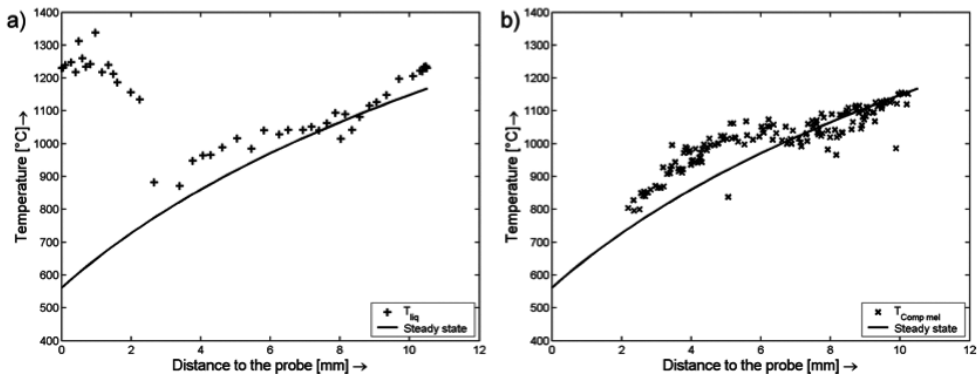 a)
1400
1300
1200
1100
1000
900
800
700
600
500
400
Temperature [°C]→
0 2 4 6 8 10 12
Distance to the probe [mm] →
T liq
Steady state
b)
1400
1300
1200
1100
1000
900
800
700
600
500
400
Temperature [°C]→
0 2 4 6 8 10 12
Distance to the probe [mm] →
T Comp mel
Steady state